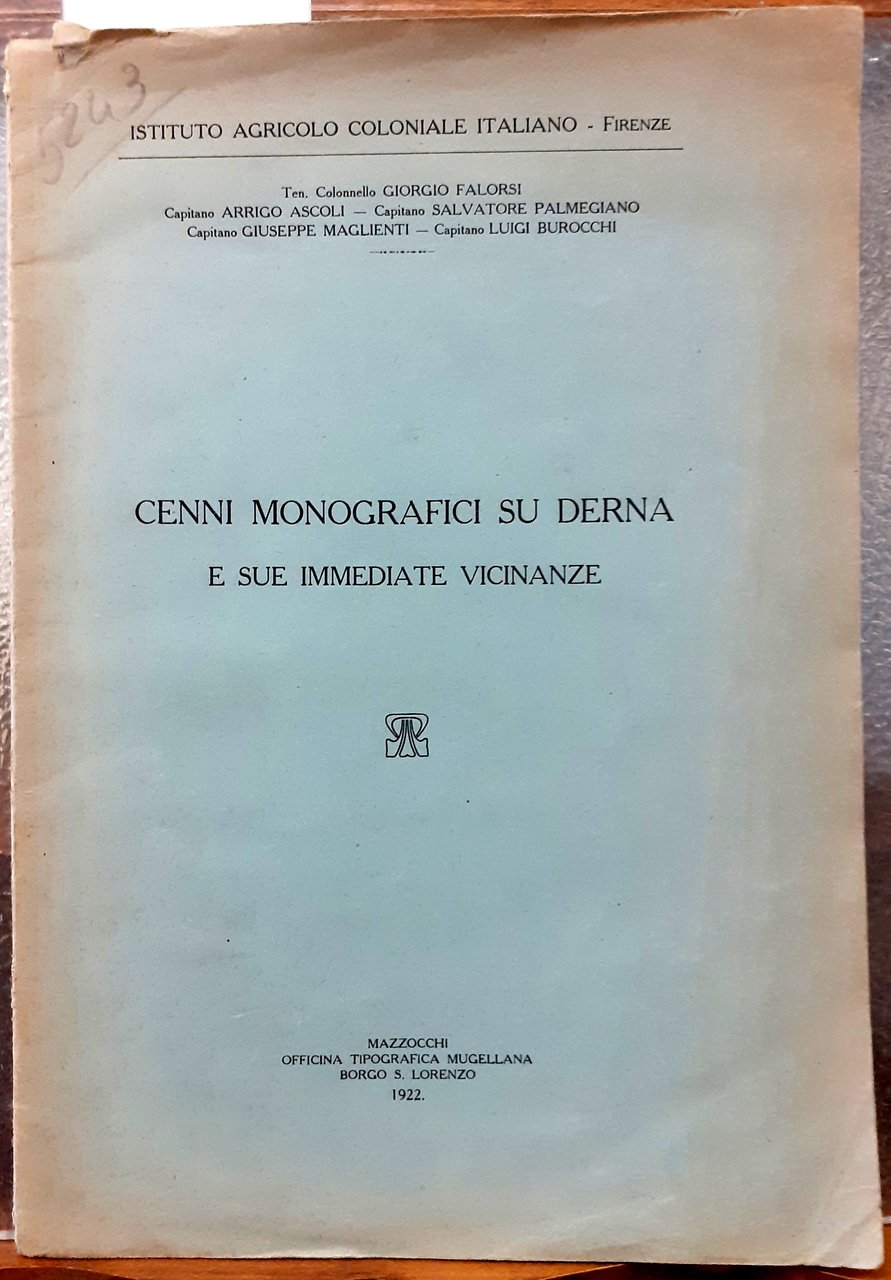 5243
ISTITUTO AGRICOLO COLONIALE ITALIANO - FIRENZE
Ten. Colonnello GIORGIO FALORSI
Capitano ARRIGO ASCOLI — Capitano SALVATORE PALMEGIANO
Capitano GIUSEPPE MAGLIENTI — Capitano LUIGI BUROCCHI
CENNI MONOGRAFICI SU DERNA
E SUE IMMEDIATE VICINANZE
MAZZOCCHI
OFFICINA TIPOGRAFICA MUGELLANA
BORGO S. LORENZO
1922.